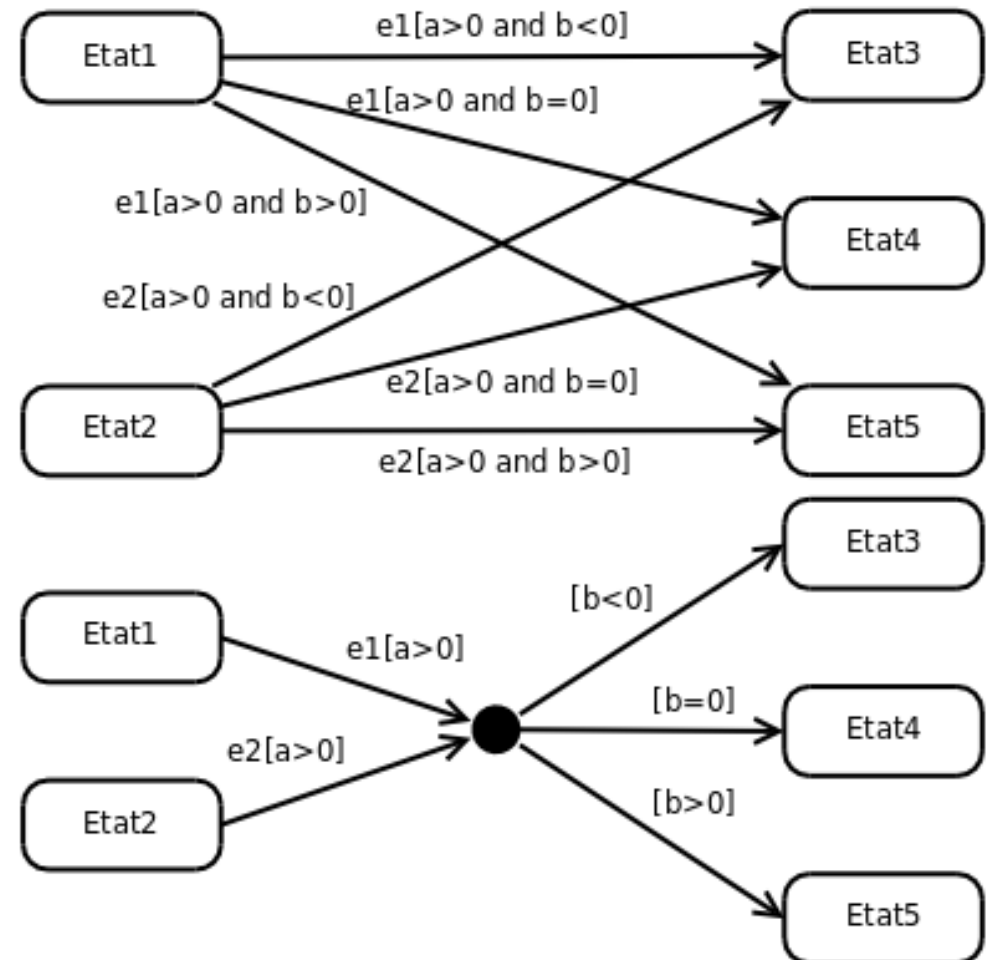 Etat1
e1[a>0 and b<0]
Etat3
e1[a>0 and b=0]
e1[a>0 and b>0]
Etat4
e2[a>0 and b<0]
e2[a>0 and b=0]
Etat2
Etat5
e2[a>0 and b>0]
Etat3
[b<0]
Etat1
e1[a>0]
[b=0]
Etat4
e2[a>0]
[b>0]
Etat2
Etat5